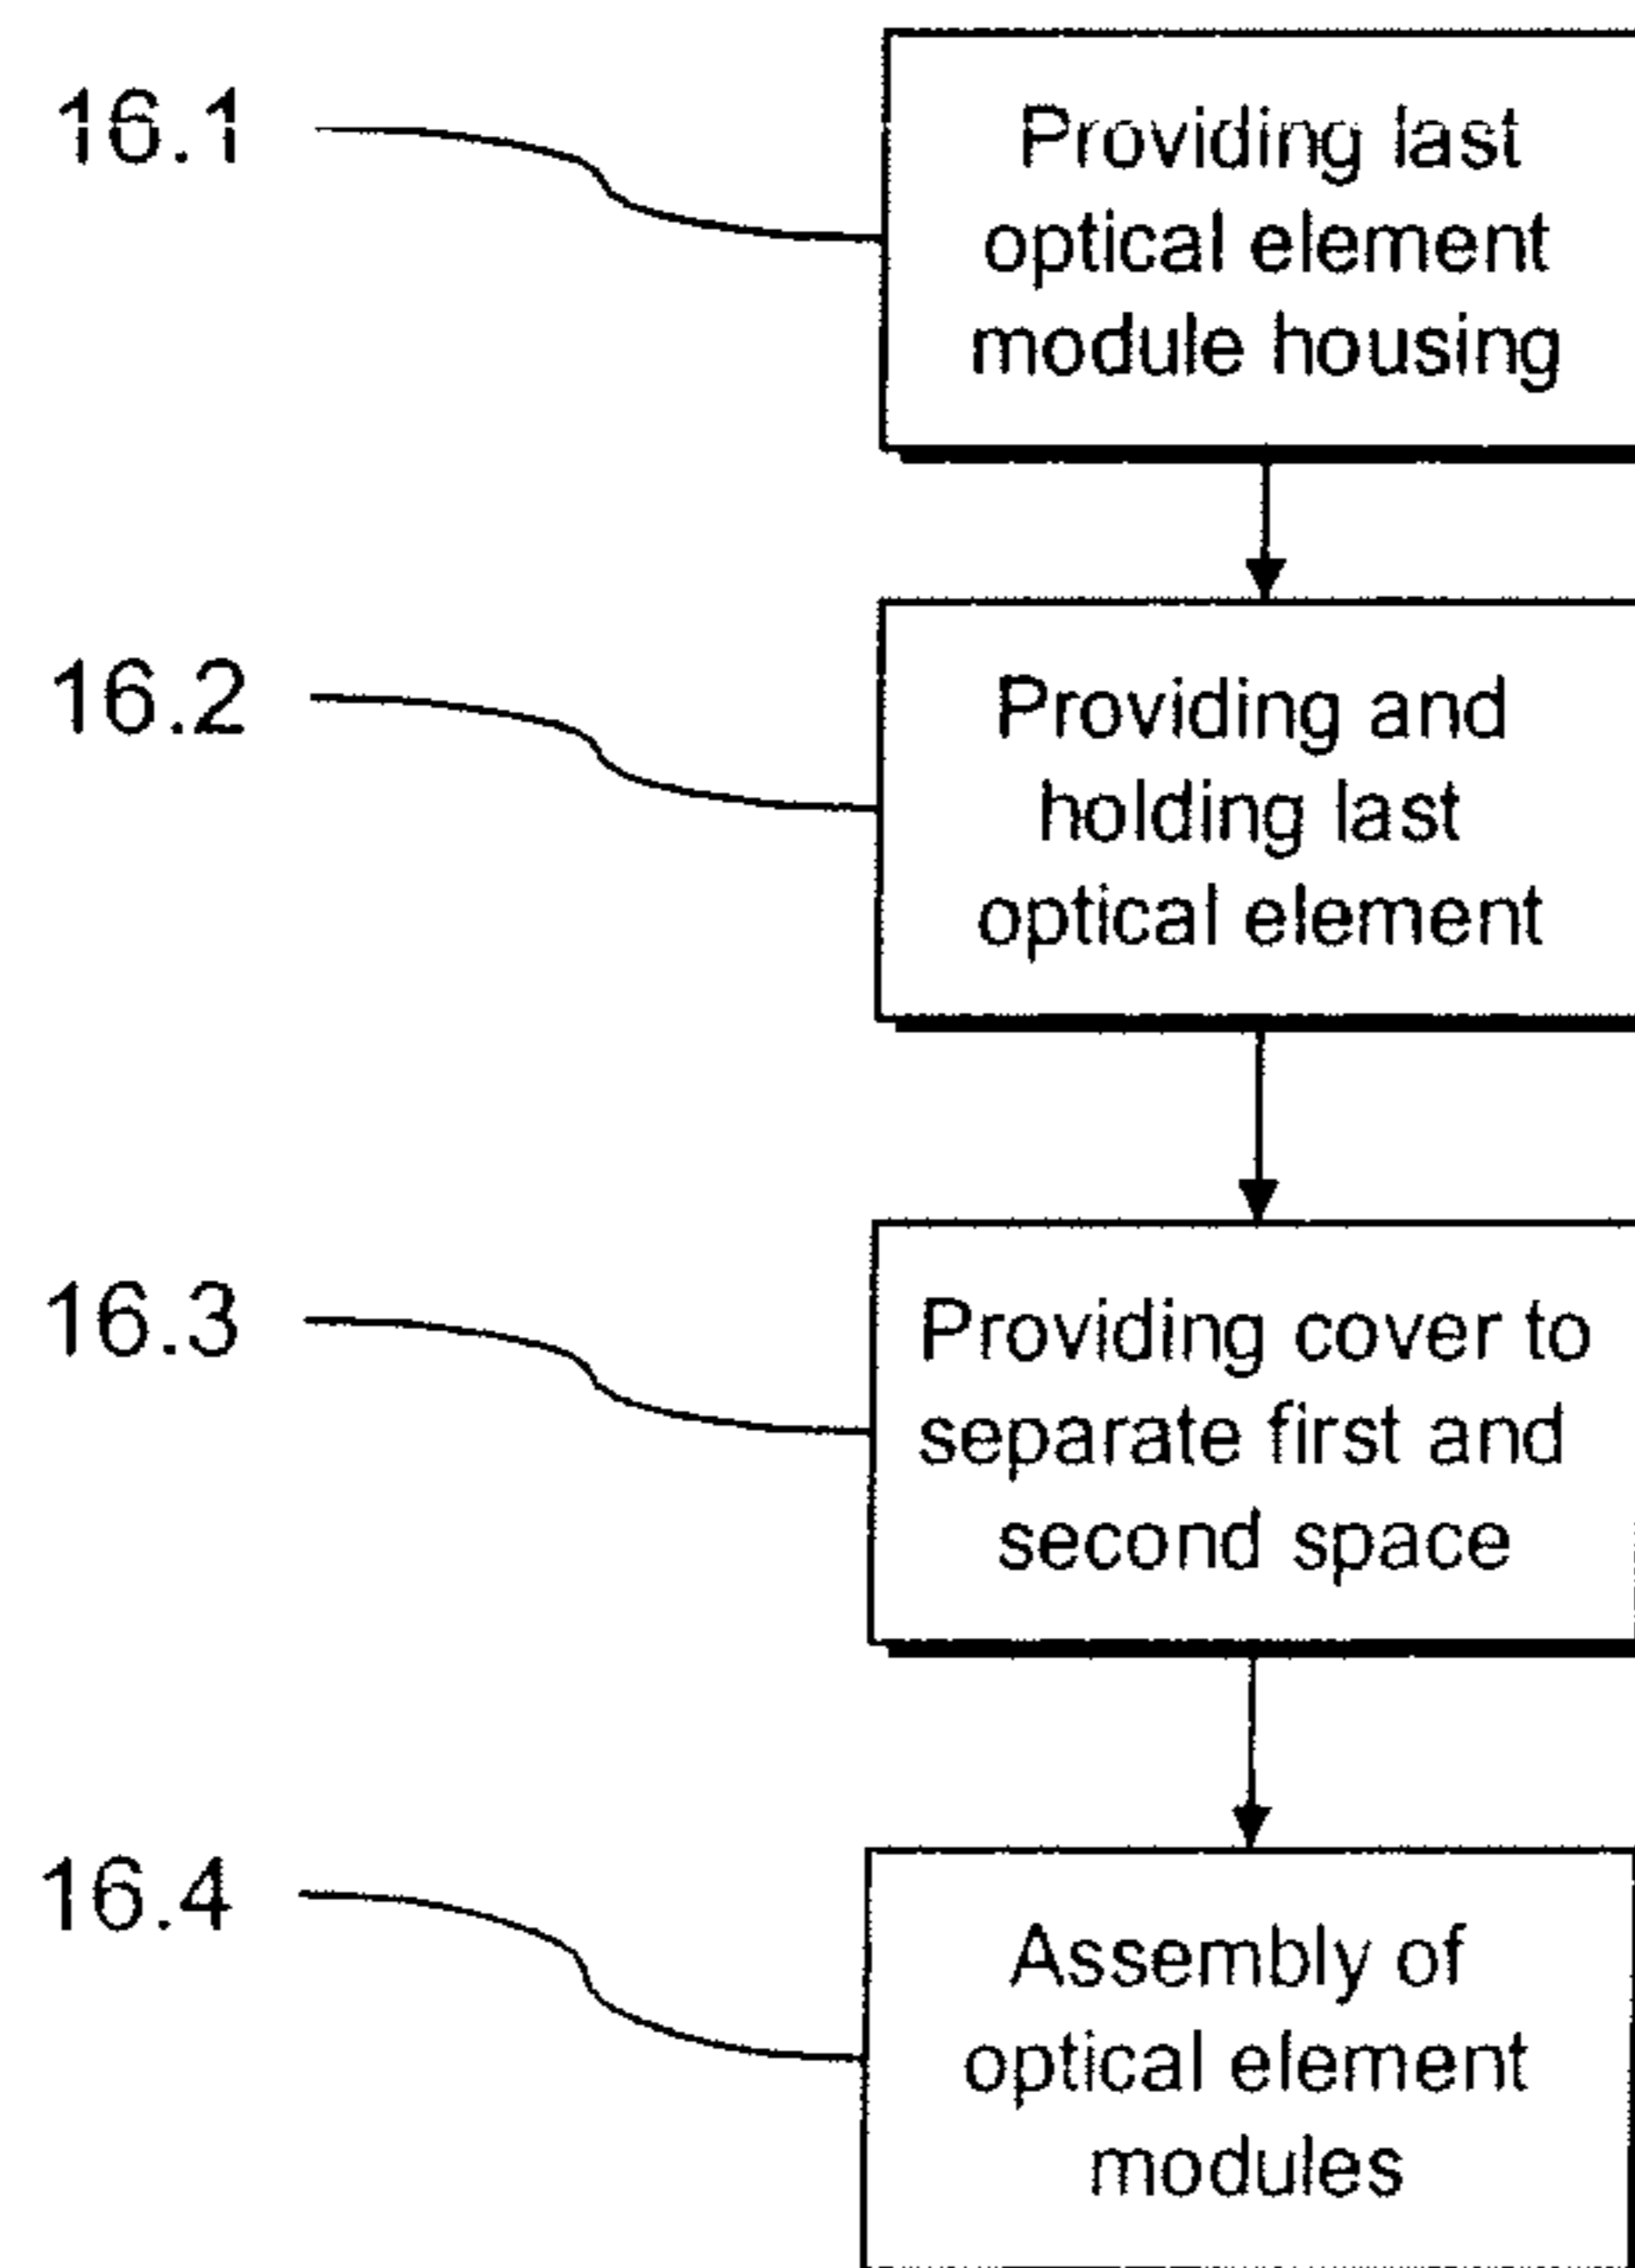 16.1
Providing last
optical element
module housing
16.2
Providing and
holding last
optical element
16.3
Providing cover to
separate first and
second space
16.4
Assembly of
optical element
modules